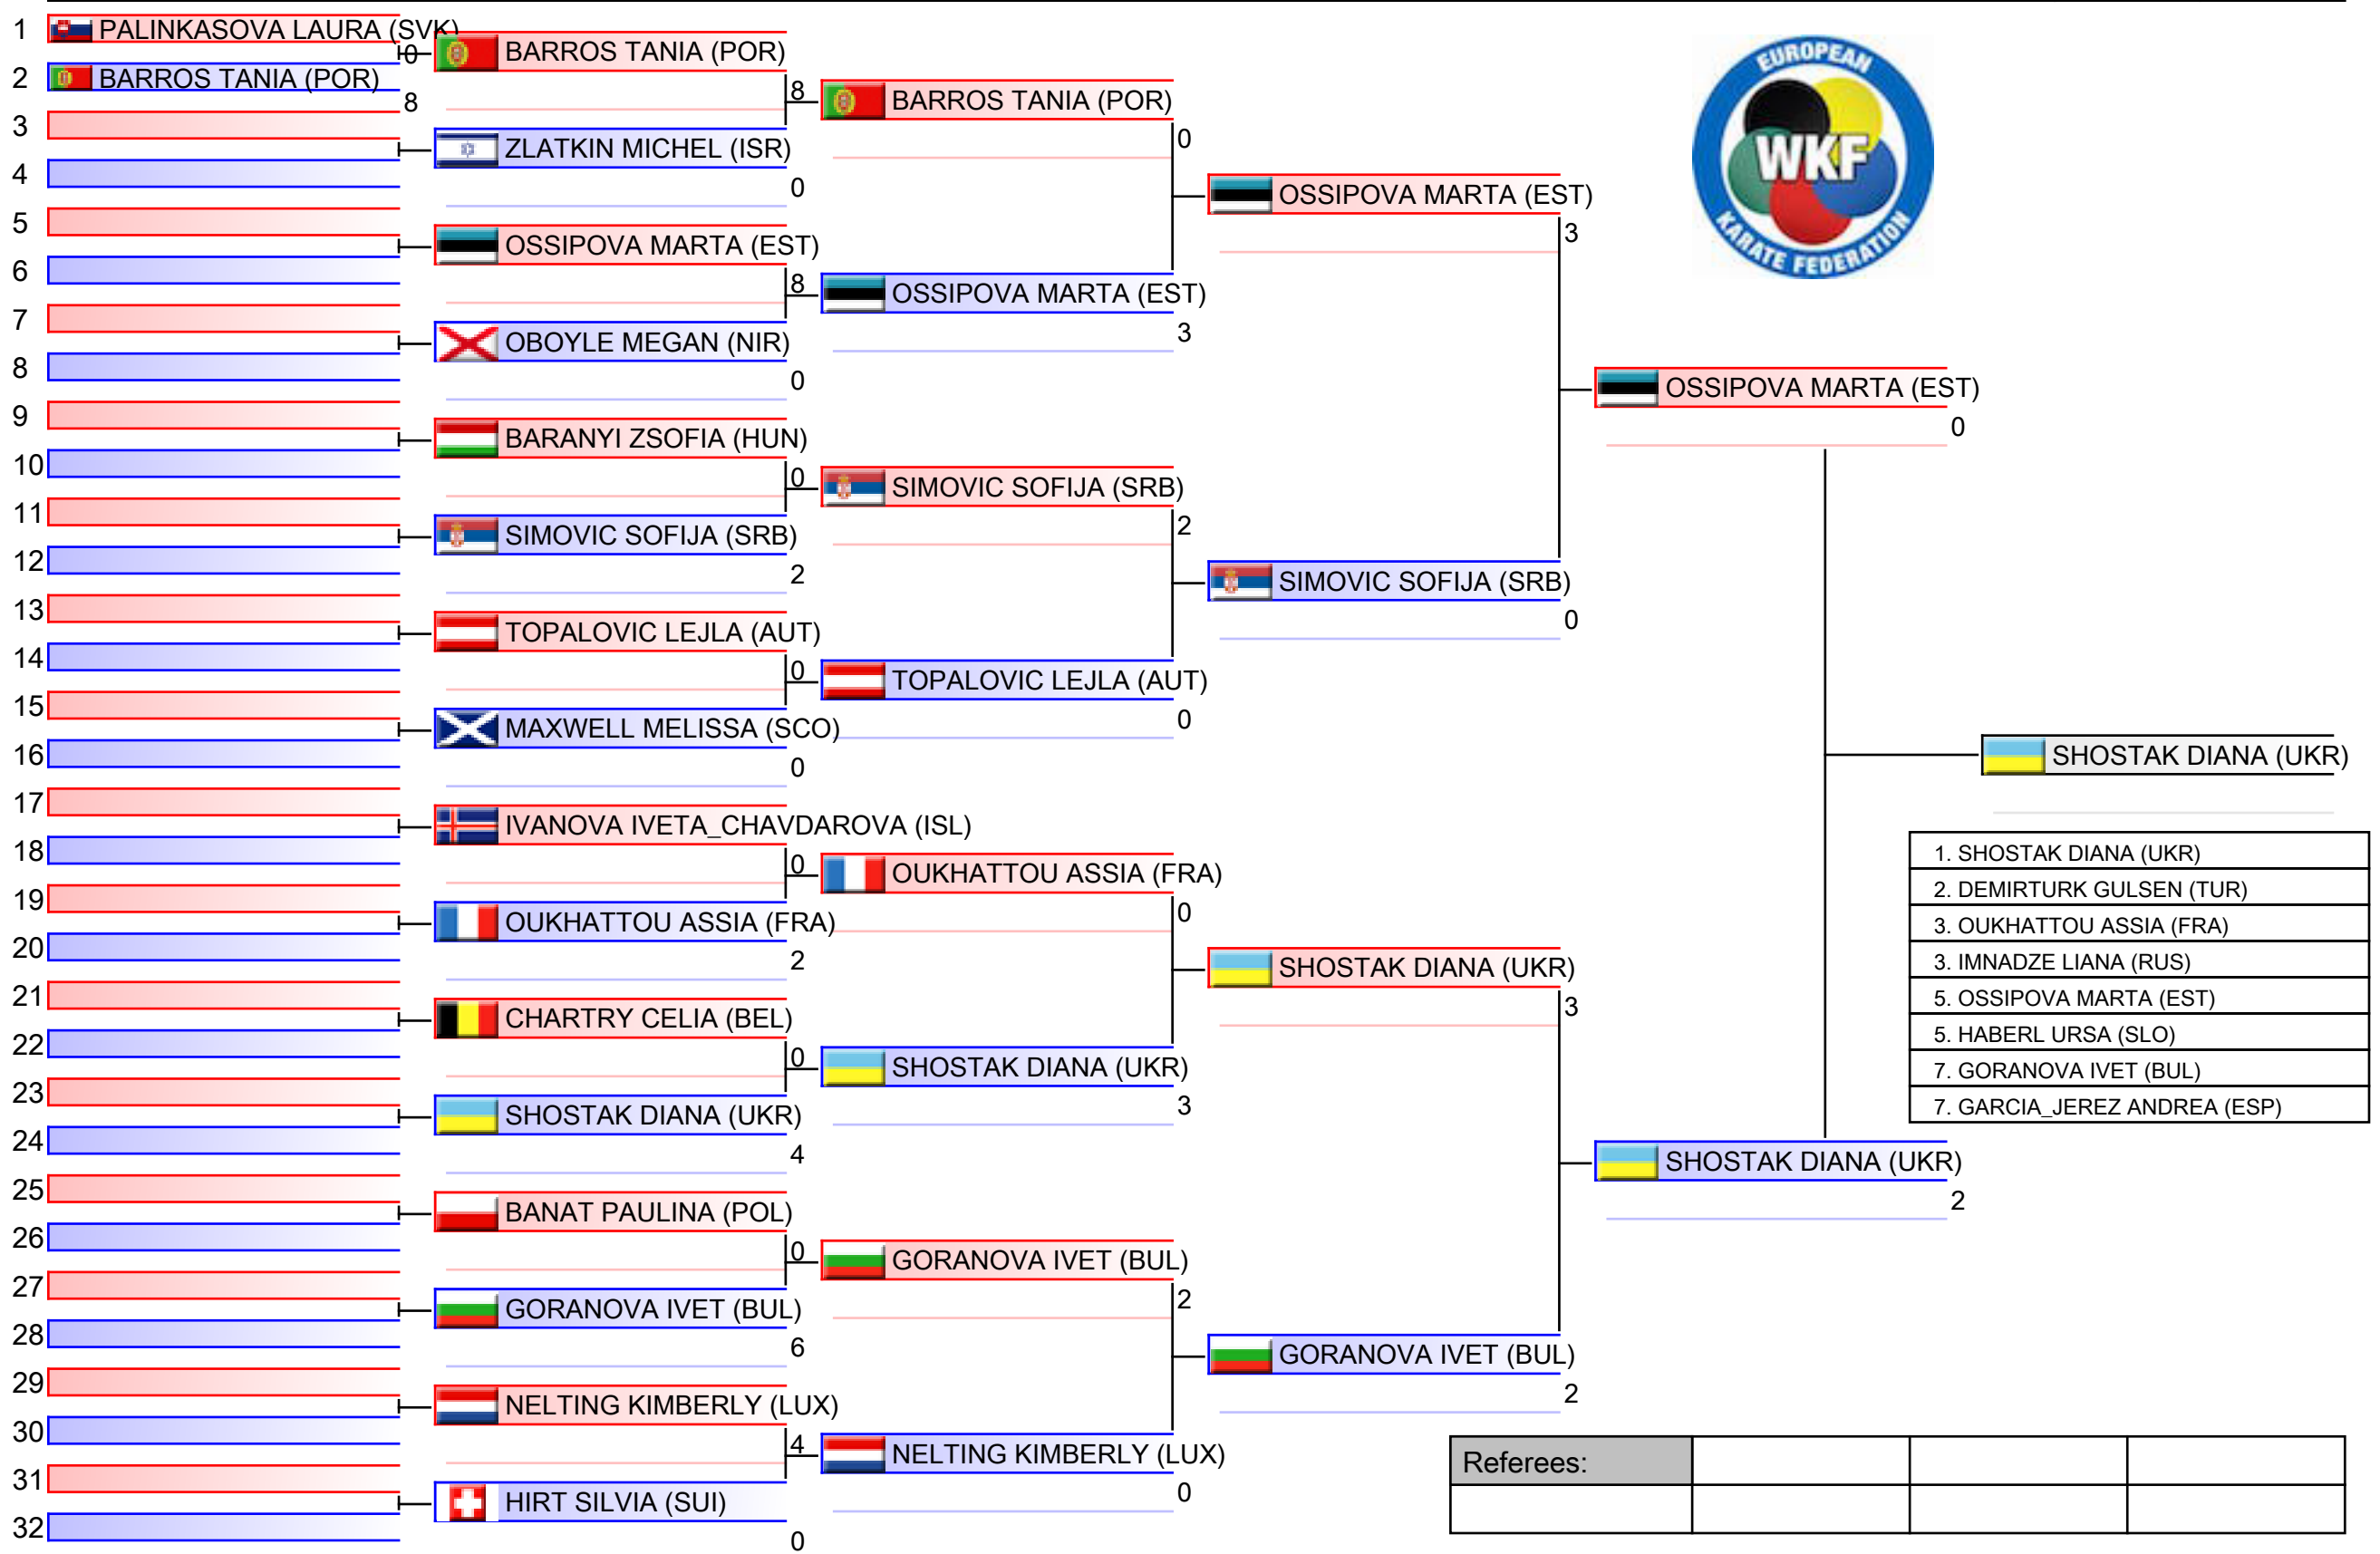 1 PALINKASOVA LAURA (SVK)
0
2 BARROS TANIA (POR)
8
3
4
5
6
7
8
9
10
11
12
13
14
15
16
17
18
19
20
21
22
23
24
25
26
27
28
29
30
31
32
BARROS TANIA (POR)
8
ZLATKIN MICHEL (ISR)
0
OSSIPOVA MARTA (EST)
8
OBOYLE MEGAN (NIR)
0
BARANYI ZSOFIA (HUN)
0
SIMOVIC SOFIJA (SRB)
2
TOPALOVIC LEJLA (AUT)
0
MAXWELL MELISSA (SCO)
0
IVANOVA IVETA_CHAVDAROVA (ISL)
0
OUKHATTOU ASSIA (FRA)
2
CHARTRY CELIA (BEL)
0
SHOSTAK DIANA (UKR)
4
BANAT PAULINA (POL)
0
GORANOVA IVET (BUL)
6
NELTING KIMBERLY (LUX)
4
HIRT SILVIA (SUI)
0
BARROS TANIA (POR)
0
OSSIPOVA MARTA (EST)
3
SIMOVIC SOFIJA (SRB)
2
TOPALOVIC LEJLA (AUT)
0
OUKHATTOU ASSIA (FRA)
0
SHOSTAK DIANA (UKR)
3
GORANOVA IVET (BUL)
2
NELTING KIMBERLY (LUX)
0
OSSIPOVA MARTA (EST)
3
SIMOVIC SOFIJA (SRB)
0
SHOSTAK DIANA (UKR)
3
GORANOVA IVET (BUL)
2
OSSIPOVA MARTA (EST)
0
SHOSTAK DIANA (UKR)
2
SHOSTAK DIANA (UKR)
EUROPEAN
WKF
KARATE FEDERATION
1. SHOSTAK DIANA (UKR)
2. DEMIRTURK GULSEN (TUR)
3. OUKHATTOU ASSIA (FRA)
3. IMNADZE LIANA (RUS)
5. OSSIPOVA MARTA (EST)
5. HABERL URSA (SLO)
7. GORANOVA IVET (BUL)
7. GARCIA_JEREZ ANDREA (ESP)
Referees: